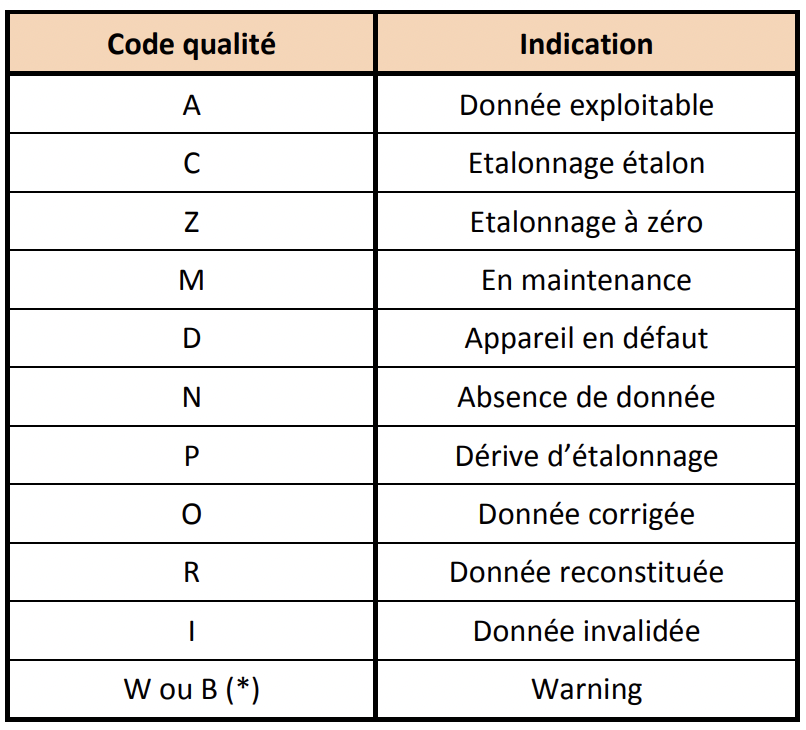 Code qualité Indication
A Donnée exploitable
C Etalonnage étalon
Z Etalonnage à zéro
M En maintenance
D Appareil en défaut
N Absence de donnée
P Dérive d’étalonnage
O Donnée corrigée
R Donnée reconstituée
I Donnée invalidée
W ou B (*) Warning